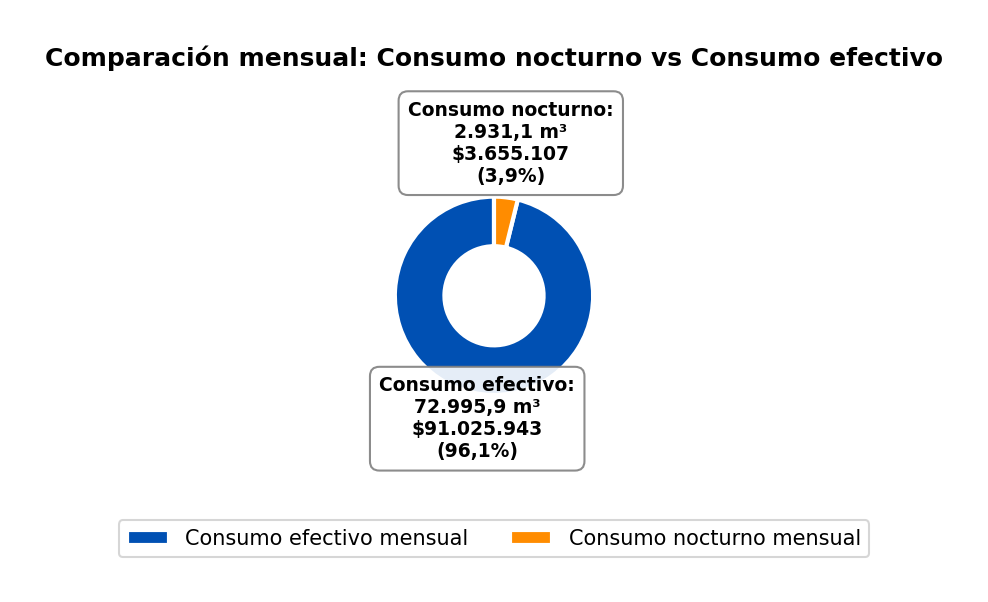 Comparación mensual: Consumo nocturno vs Consumo efectivo
Consumo nocturno:
2.931,1 m³
$3.655.107
(3,9%)
Consumo efectivo:
72.995,9 m³
$91.025.943
(96,1%)
Consumo efectivo mensual
Consumo nocturno mensual